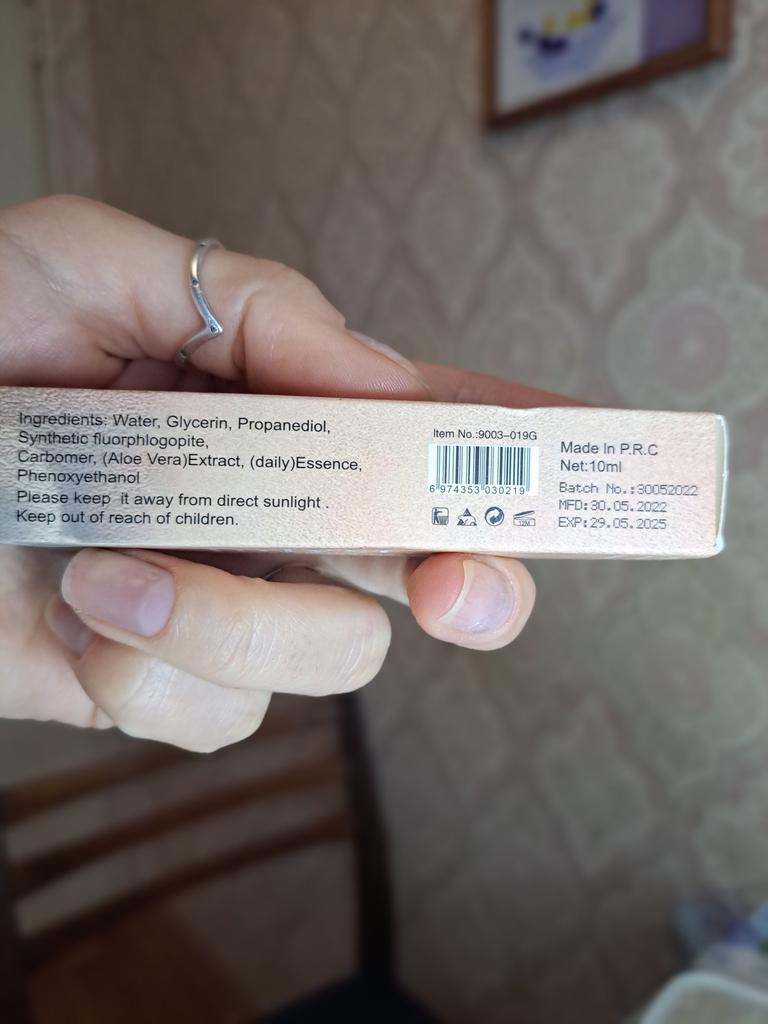 Ingredients: Water, Glycerin, Propanediol,
Synthetic fluorphlogopite,
Carbomer, (Aloe Vera)Extract, (daily)Essence,
Phenoxyethanol
Please keep it away from direct sunlight .
Keep out of reach of children.
Item No.:9003-019G
6 974353 030219
12M
Made In P.R.C
Net:10ml
Batch No.:30052022
MFD:30.05.2022
EXP:29.05.2025